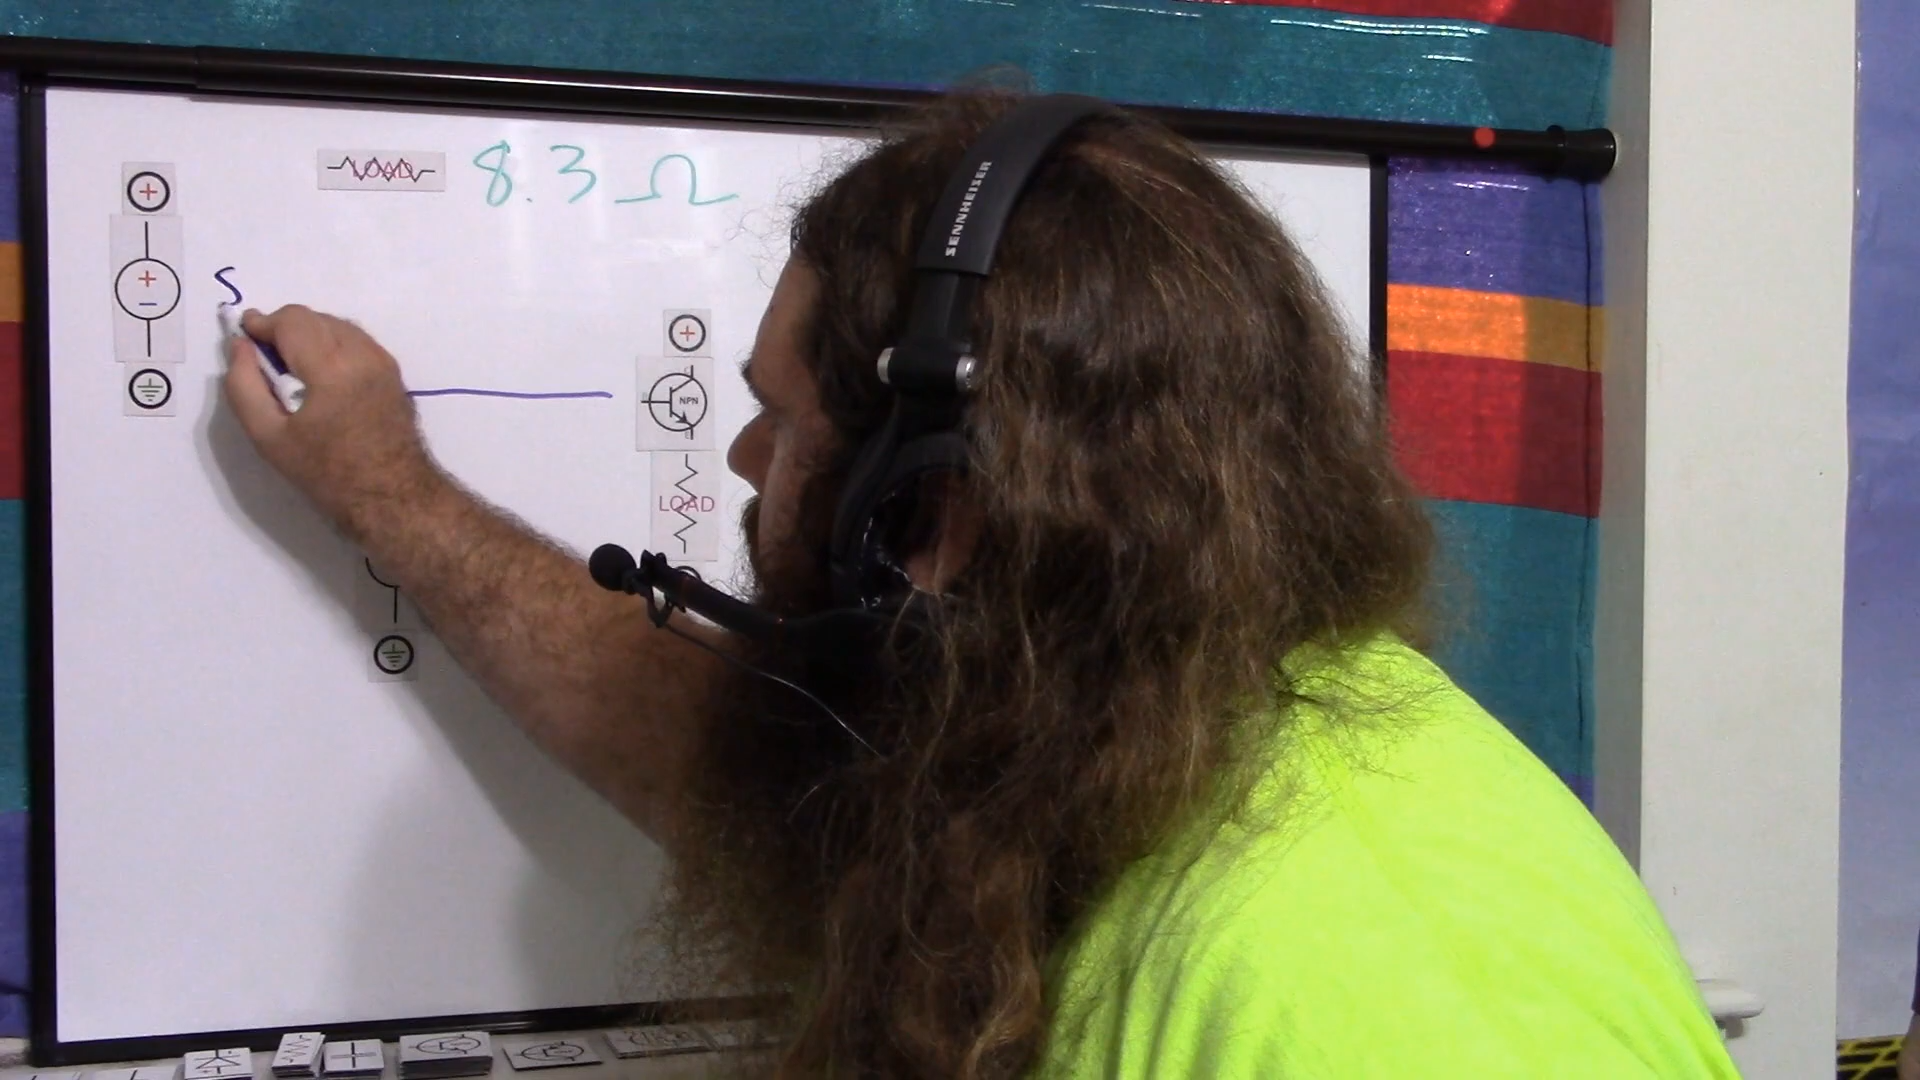 LOAD 8.3 Ω
S
NPN
LOAD
SENNHEISER